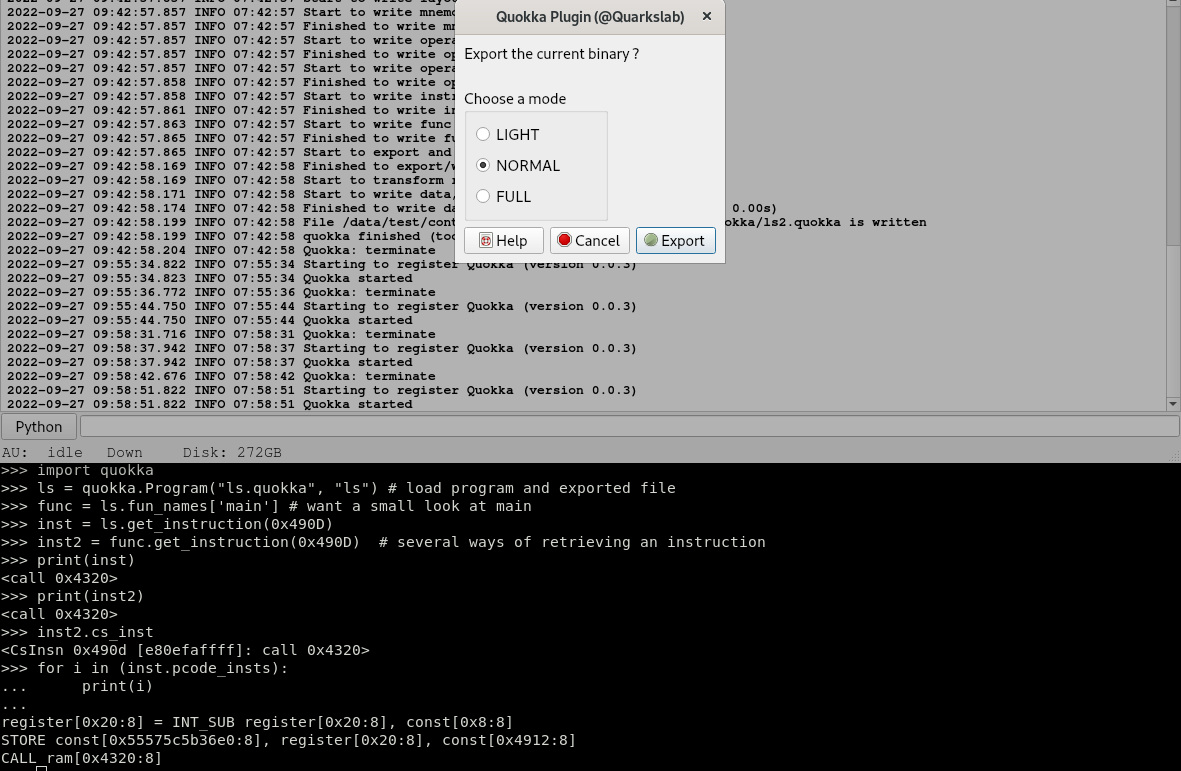 Quokka Plugin (@Quarkslab) ×
Export the current binary ?
Choose a mode
LIGHT
NORMAL
FULL
Help Cancel Export
2022-09-27 09:42:57.857 INFO 07:42:57 Start to write mnemo
2022-09-27 09:42:57.857 INFO 07:42:57 Finished to write mn
2022-09-27 09:42:57.857 INFO 07:42:57 Start to write opera
2022-09-27 09:42:57.857 INFO 07:42:57 Finished to write op
2022-09-27 09:42:57.857 INFO 07:42:57 Start to write opera
2022-09-27 09:42:57.858 INFO 07:42:57 Finished to write op
2022-09-27 09:42:57.858 INFO 07:42:57 Start to write instr
2022-09-27 09:42:57.861 INFO 07:42:57 Finished to write in
2022-09-27 09:42:57.863 INFO 07:42:57 Start to write func
2022-09-27 09:42:57.865 INFO 07:42:57 Finished to write fu
2022-09-27 09:42:57.865 INFO 07:42:57 Start to export and
2022-09-27 09:42:58.169 INFO 07:42:58 Finished to export/w
2022-09-27 09:42:58.169 INFO 07:42:58 Start to transform r
2022-09-27 09:42:58.171 INFO 07:42:58 Start to write data,
2022-09-27 09:42:58.174 INFO 07:42:58 Finished to write da 0.00s)
2022-09-27 09:42:58.199 INFO 07:42:58 File /data/test/cont okka/ls2.quokka is written
2022-09-27 09:42:58.199 INFO 07:42:58 quokka finished (too
2022-09-27 09:42:58.204 INFO 07:42:58 Quokka: terminate
2022-09-27 09:55:34.822 INFO 07:55:34 Starting to register Quokka (version 0.0.3)
2022-09-27 09:55:34.823 INFO 07:55:34 Quokka started
2022-09-27 09:55:36.772 INFO 07:55:36 Quokka: terminate
2022-09-27 09:55:44.750 INFO 07:55:44 Starting to register Quokka (version 0.0.3)
2022-09-27 09:55:44.750 INFO 07:55:44 Quokka started
2022-09-27 09:58:31.716 INFO 07:58:31 Quokka: terminate
2022-09-27 09:58:37.942 INFO 07:58:37 Starting to register Quokka (version 0.0.3)
2022-09-27 09:58:37.942 INFO 07:58:37 Quokka started
2022-09-27 09:58:42.676 INFO 07:58:42 Quokka: terminate
2022-09-27 09:58:51.822 INFO 07:58:51 Starting to register Quokka (version 0.0.3)
2022-09-27 09:58:51.822 INFO 07:58:51 Quokka started
Python
AU: idle Down Disk: 272GB
>>> import quokka
>>> ls = quokka.Program("ls.quokka", "ls") # load program and exported file
>>> func = ls.fun_names['main'] # want a small look at main
>>> inst = ls.get_instruction(0x490D)
>>> inst2 = func.get_instruction(0x490D)  # several ways of retrieving an instruction
>>> print(inst)
<call 0x4320>
>>> print(inst2)
<call 0x4320>
>>> inst2.cs_inst
<CsInsn 0x490d [e80efaffff]: call 0x4320>
>>> for i in (inst.pcode_insts):
...      print(i)
...
register[0x20:8] = INT_SUB register[0x20:8], const[0x8:8]
STORE const[0x55575c5b36e0:8], register[0x20:8], const[0x4912:8]
CALL ram[0x4320:8]